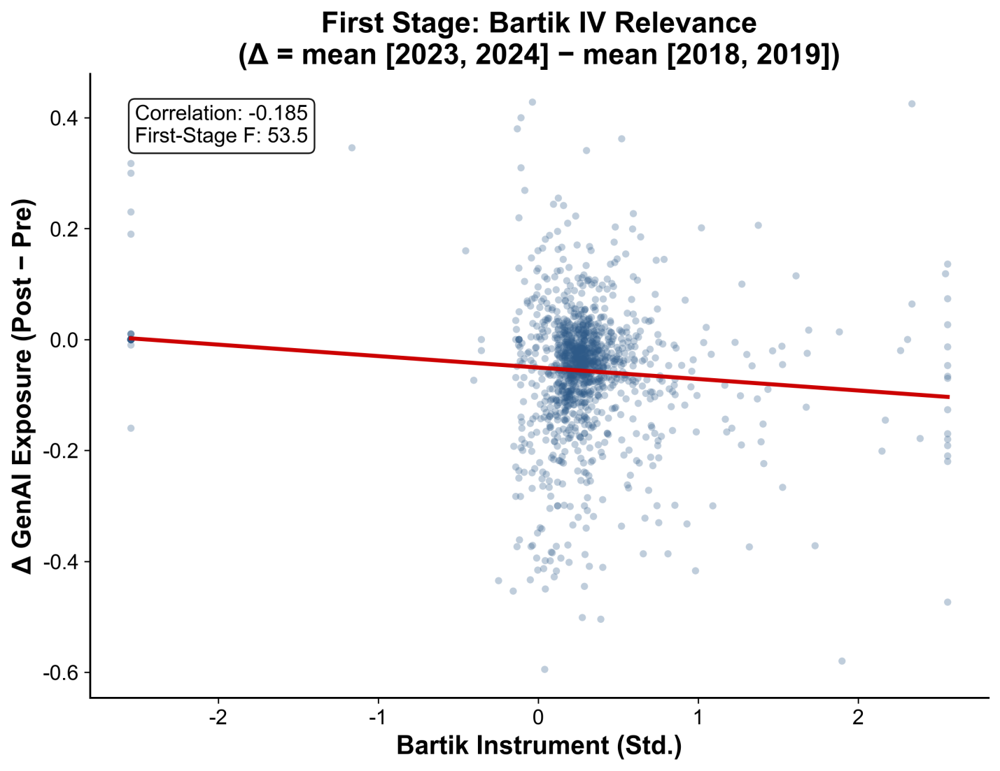 First Stage: Bartik IV Relevance
(Δ = mean [2023, 2024] − mean [2018, 2019])
Correlation: -0.185
First-Stage F: 53.5
Δ GenAI Exposure (Post − Pre)
0.4
0.2
0.0
-0.2
-0.4
-0.6
-2
-1
0
1
2
Bartik Instrument (Std.)